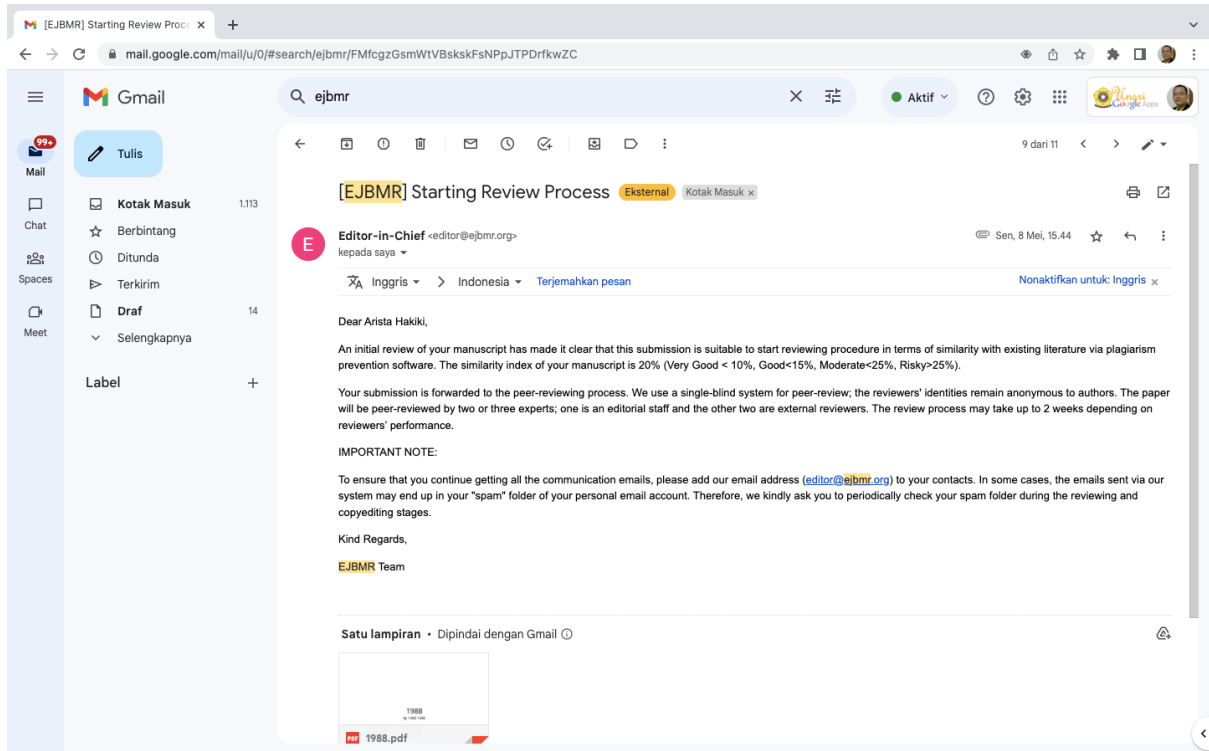 [EJBMR] Starting Review Proce
mail.google.com/mail/u/0/#search/ejbmr/FMfcgzGsmWtVBskskFsNPpJTPDrfkwZC
Gmail
ejbmr
Aktif
Unsri
Google Apps
99+
Mail
Tulis
9 dari 11
[EJBMR] Starting Review Process Eksternal Kotak Masuk ×
Chat
Kotak Masuk 1.113
Berbintang
Editor-in-Chief <editor@ejbmr.org> Sen, 8 Mei, 15.44
E
kepada saya
Ditunda
Spaces
Terkirim
Inggris > Indonesia Terjemahkan pesan Nonaktifkan untuk: Inggris ×
Draf 14
Meet
Selengkapnya
Dear Arista Hakiki,
An initial review of your manuscript has made it clear that this submission is suitable to start reviewing procedure in terms of similarity with existing literature via plagiarism
prevention software. The similarity index of your manuscript is 20% (Very Good < 10%, Good<15%, Moderate<25%, Risky>25%).
Label +
Your submission is forwarded to the peer-reviewing process. We use a single-blind system for peer-review; the reviewers' identities remain anonymous to authors. The paper
will be peer-reviewed by two or three experts; one is an editorial staff and the other two are external reviewers. The review process may take up to 2 weeks depending on
reviewers' performance.
IMPORTANT NOTE:
To ensure that you continue getting all the communication emails, please add our email address (editor@ejbmr.org) to your contacts. In some cases, the emails sent via our
system may end up in your "spam" folder of your personal email account. Therefore, we kindly ask you to periodically check your spam folder during the reviewing and
copyediting stages.
Kind Regards,
EJBMR Team
Satu lampiran • Dipindai dengan Gmail
1988
by 1988 1988
PDF 1988.pdf